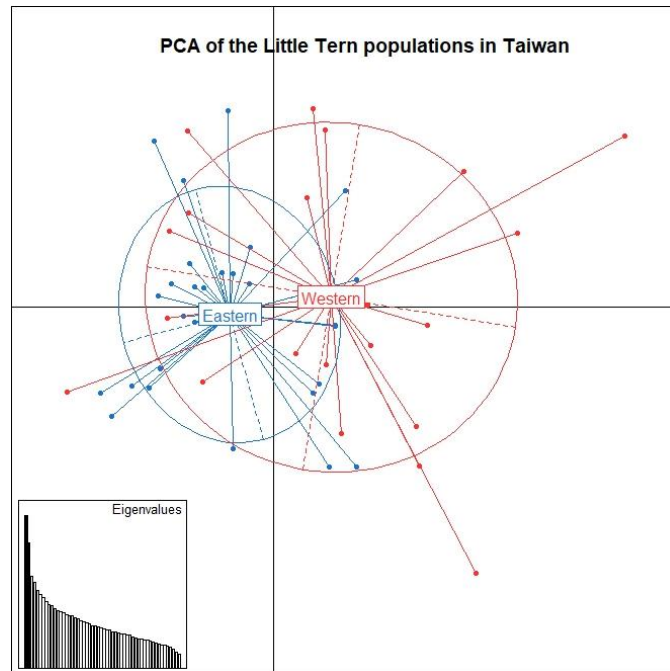 PCA of the Little Tern populations in Taiwan
Western
Eastern
Eigenvalues